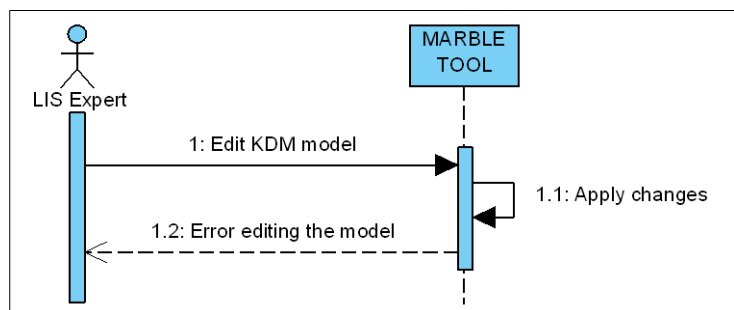 MARBLE
TOOL
LIS Expert
1: Edit KDM model
1.1: Apply changes
1.2: Error editing the model